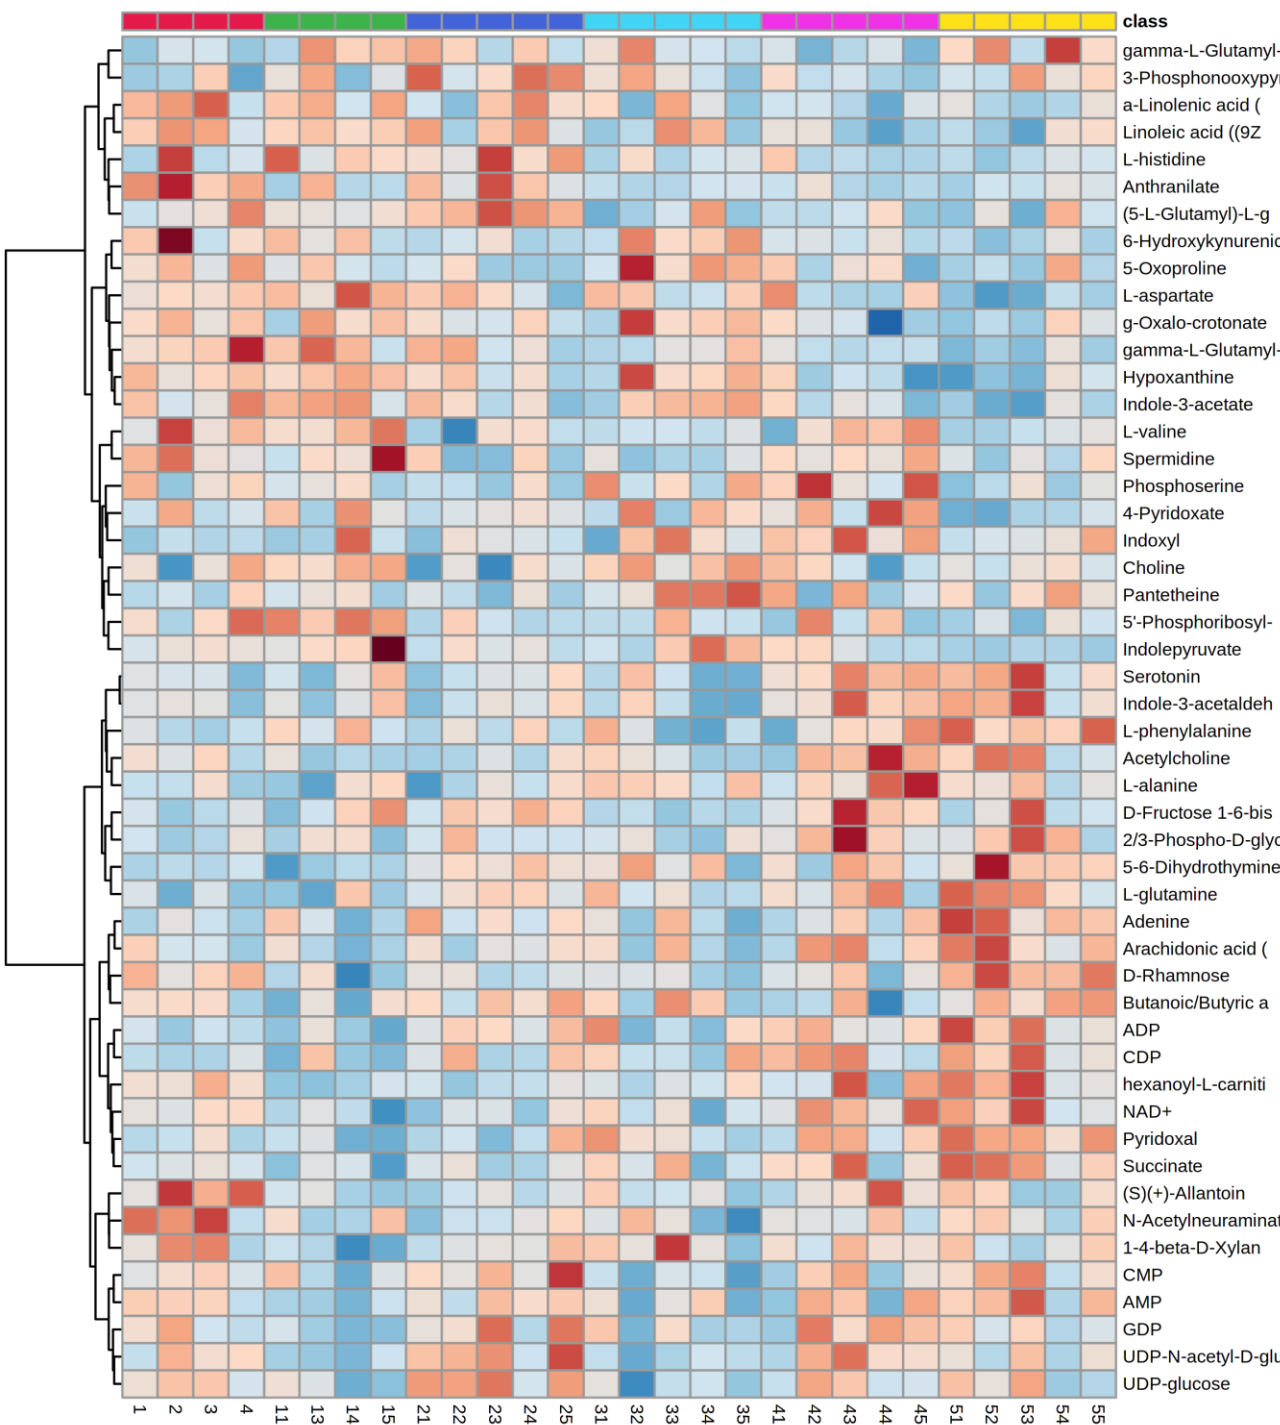 class
gamma-L-Glutamyl-
3-Phosphonooxypyr
a-Linolenic acid (
Linoleic acid ((9Z
L-histidine
Anthranilate
(5-L-Glutamyl)-L-g
6-Hydroxykynurenic
5-Oxoproline
L-aspartate
g-Oxalo-crotonate
gamma-L-Glutamyl-
Hypoxanthine
Indole-3-acetate
L-valine
Spermidine
Phosphoserine
4-Pyridoxate
Indoxyl
Choline
Pantetheine
5'-Phosphoribosyl-
Indolepyruvate
Serotonin
Indole-3-acetaldeh
L-phenylalanine
Acetylcholine
L-alanine
D-Fructose 1-6-bis
2/3-Phospho-D-glyc
5-6-Dihydrothymine
L-glutamine
Adenine
Arachidonic acid (
D-Rhamnose
Butanoic/Butyric a
ADP
CDP
hexanoyl-L-carniti
NAD+
Pyridoxal
Succinate
(S)(+)-Allantoin
N-Acetylneuraminat
1-4-beta-D-Xylan
CMP
AMP
GDP
UDP-N-acetyl-D-glu
UDP-glucose
1 2 3 4 11 13 14 15 21 22 23 24 25 31 32 33 34 35 41 42 43 44 45 51 52 53 54 55